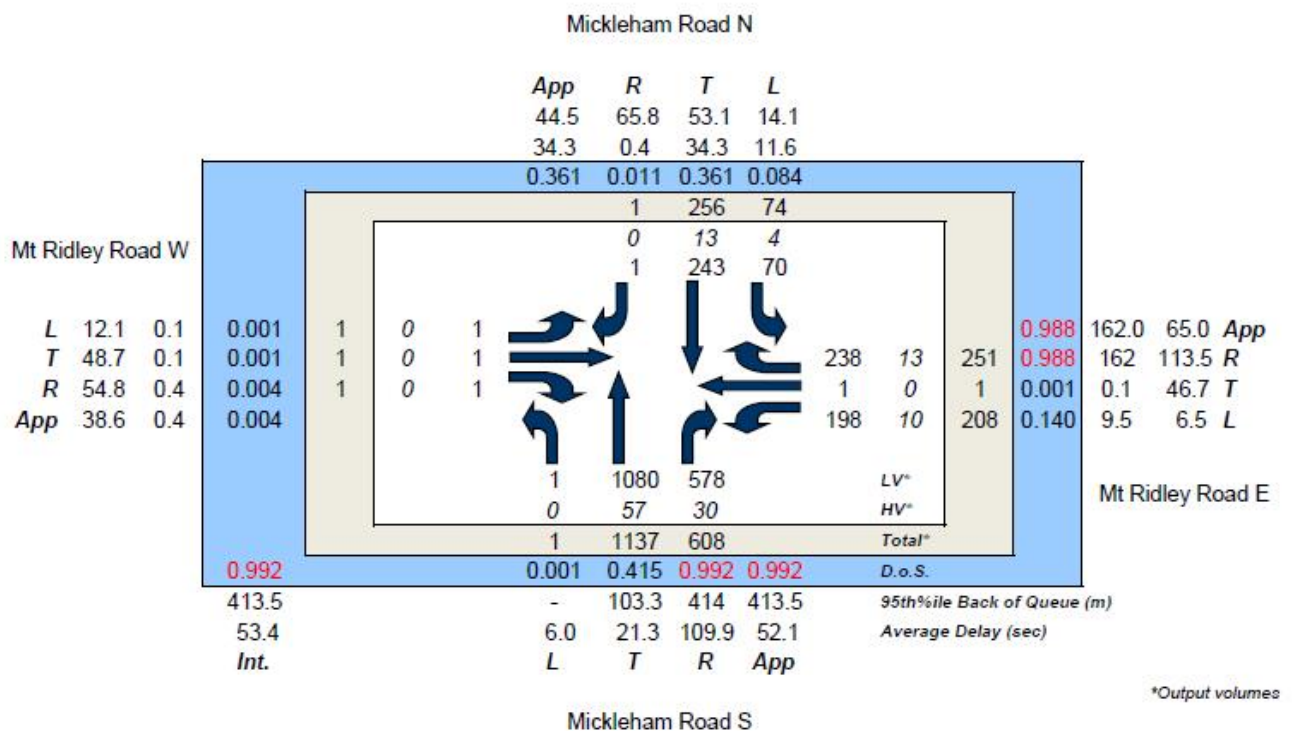 Mickleham Road N
App R T L
44.5 65.8 53.1 14.1
34.3 0.4 34.3 11.6
0.361 0.011 0.361 0.084
1 256 74
0 13 4
1 243 70
Mt Ridley Road W
L 12.1 0.1 0.001 1 0 1
T 48.7 0.1 0.001 1 0 1
R 54.8 0.4 0.004 1 0 1
App 38.6 0.4 0.004
0.988 162.0 65.0 App
238 13 251 0.988 162 113.5 R
1 0 1 0.001 0.1 46.7 T
198 10 208 0.140 9.5 6.5 L
Mt Ridley Road E
1 1080 578 LV*
0 57 30 HV*
1 1137 608 Total*
0.992 0.001 0.415 0.992 0.992 D.o.S.
413.5 - 103.3 414 413.5 95th%ile Back of Queue (m)
53.4 6.0 21.3 109.9 52.1 Average Delay (sec)
Int. L T R App
*Output volumes
Mickleham Road S